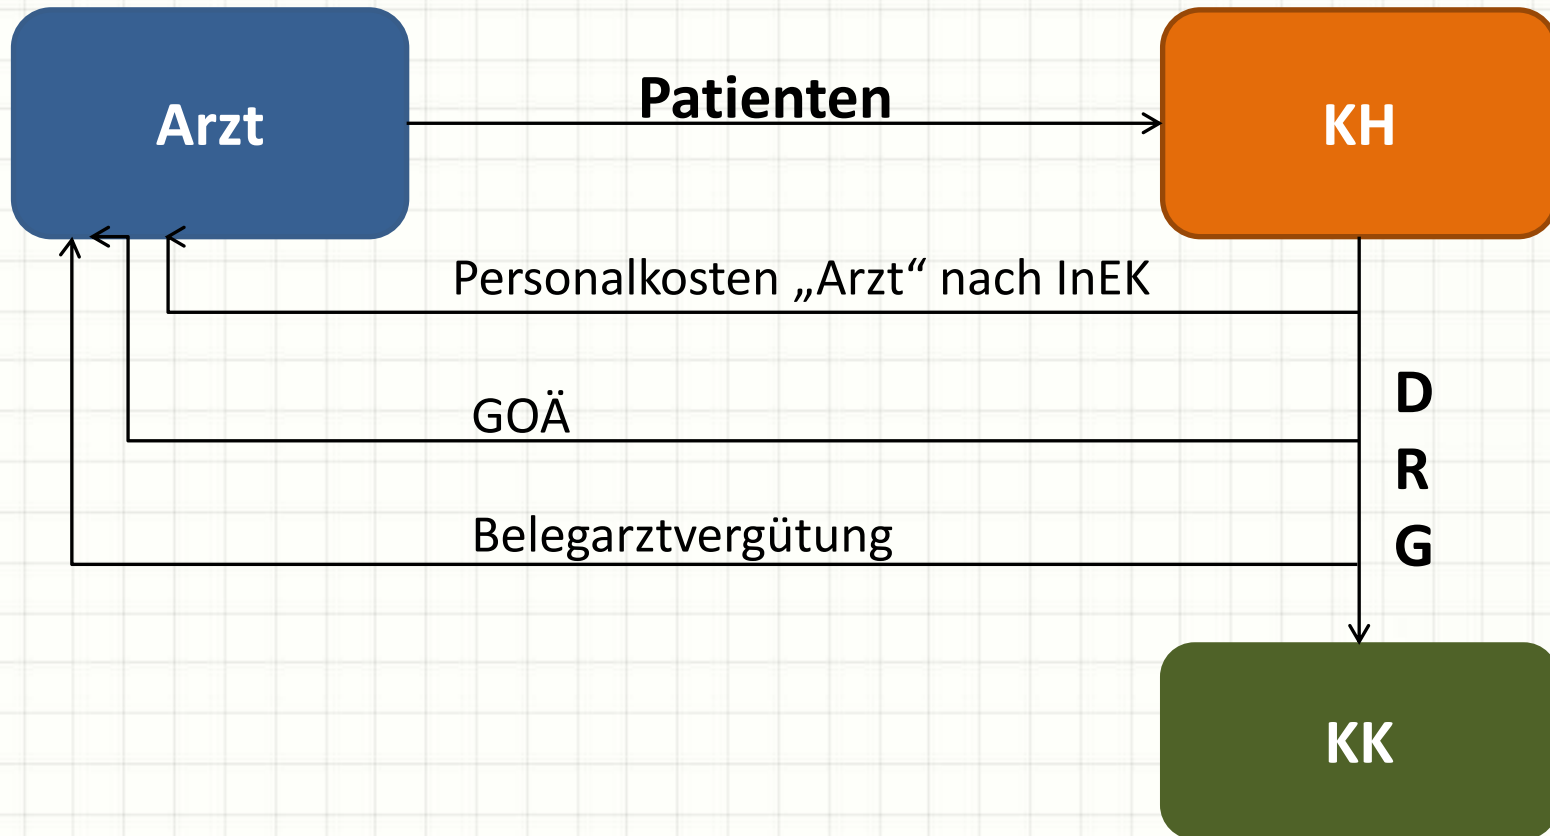 Arzt
Patienten
KH
Personalkosten „Arzt“ nach InEK
GOÄ
Belegarztvergütung
D
R
G
KK